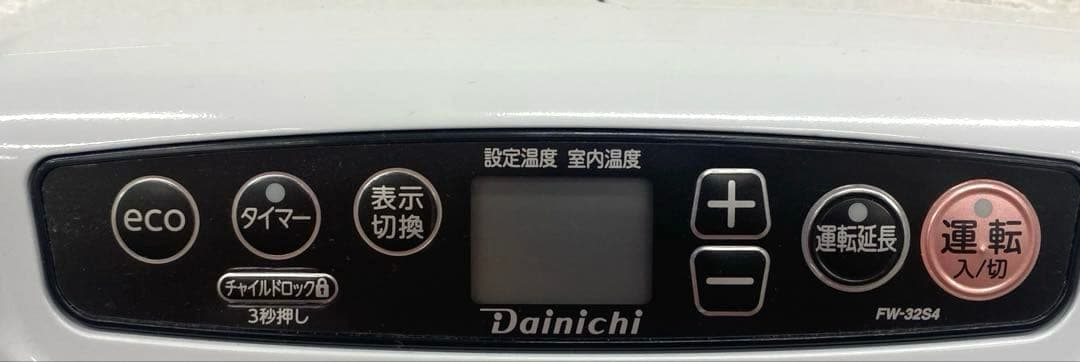 設定温度 室内温度
eco
タイマー
表示
切換
+
−
運転延長
運転
入/切
チャイルドロック
3秒押し
Dainichi
FW-32S4